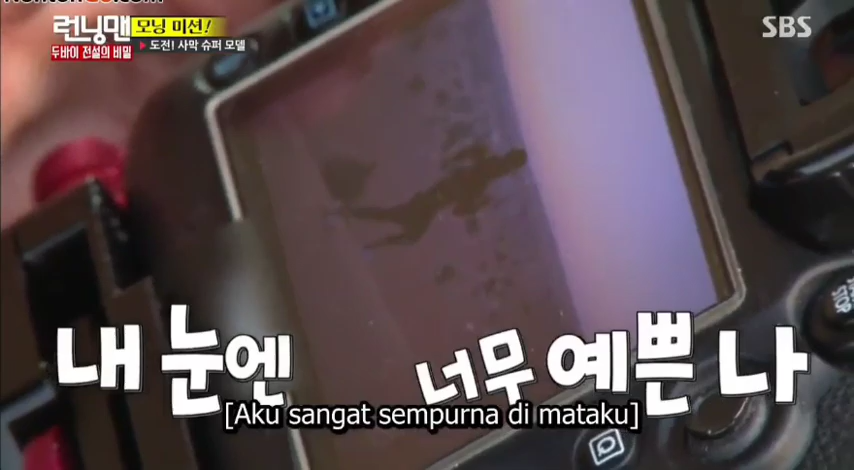 런닝맨 모닝 미션!
두바이 전설의 비밀 ▶ 도전! 사막 슈퍼 모델
SBS
내 눈엔 너무 예쁜 나
[Aku sangat sempurna di mataku]